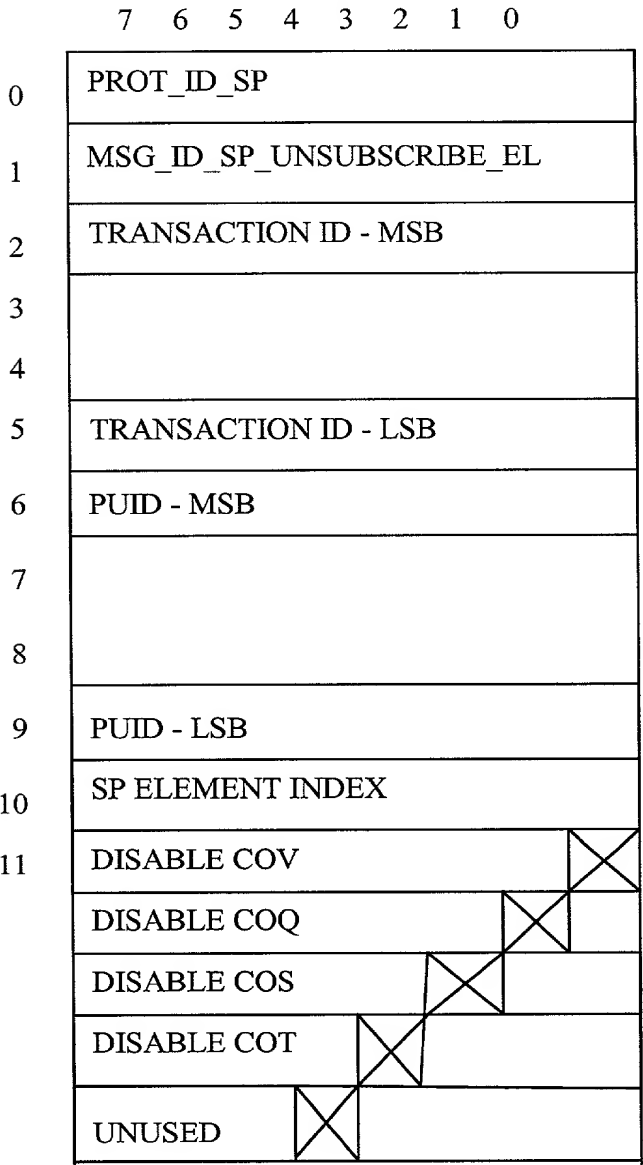 7 6 5 4 3 2 1 0
0 PROT_ID_SP
1 MSG_ID_SP_UNSUBSCRIBE_EL
2 TRANSACTION ID - MSB
3
4
5 TRANSACTION ID - LSB
6 PUID - MSB
7
8
9 PUID - LSB
10 SP ELEMENT INDEX
11 DISABLE COV
DISABLE COQ
DISABLE COS
DISABLE COT
UNUSED